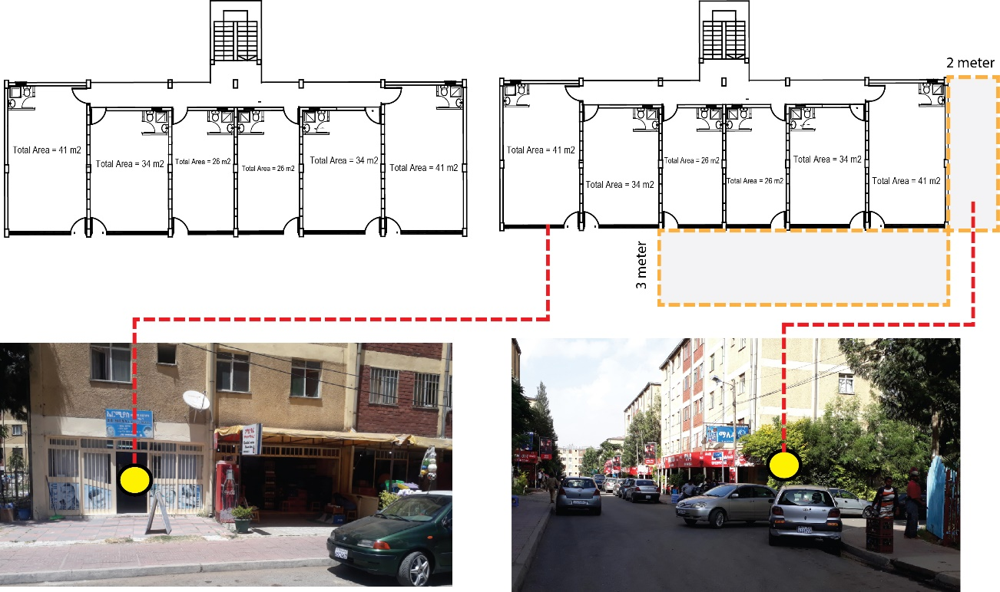 2 meter
Total Area = 41 m2
Total Area = 34 m2
Total Area = 26 m2
Total Area = 26 m2
Total Area = 34 m2
Total Area = 41 m2
Total Area = 41 m2
Total Area = 34 m2
Total Area = 26 m2
Total Area = 26 m2
Total Area = 34 m2
Total Area = 41 m2
3 meter
ኤርሚያስ
ማለዳ